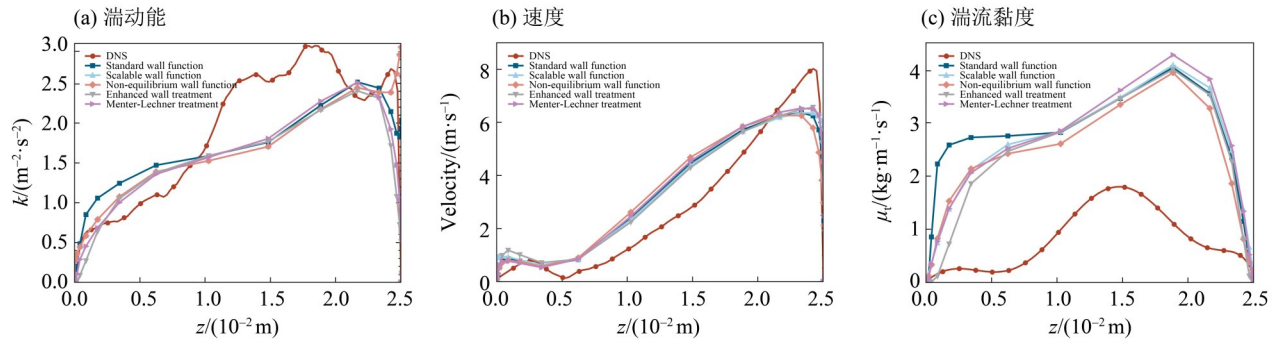 (a) 湍动能
3.0
2.5
2.0
1.5
1.0
0.5
0.0
k/(m⁻²·s⁻²)
DNS
Standard wall function
Scalable wall function
Non-equilibrium wall function
Enhanced wall treatment
Menter-Lechner treatment
0.0 0.5 1.0 1.5 2.0 2.5
z/(10⁻² m)
(b) 速度
8
6
4
2
0
Velocity/(m·s⁻¹)
DNS
Standard wall function
Scalable wall function
Non-equilibrium wall function
Enhanced wall treatment
Menter-Lechner treatment
0.0 0.5 1.0 1.5 2.0 2.5
z/(10⁻² m)
(c) 湍流黏度
4
3
2
1
0
μt/(kg·m⁻¹·s⁻¹)
DNS
Standard wall function
Scalable wall function
Non-equilibrium wall function
Enhanced wall treatment
Menter-Lechner treatment
0.0 0.5 1.0 1.5 2.0 2.5
z/(10⁻² m)